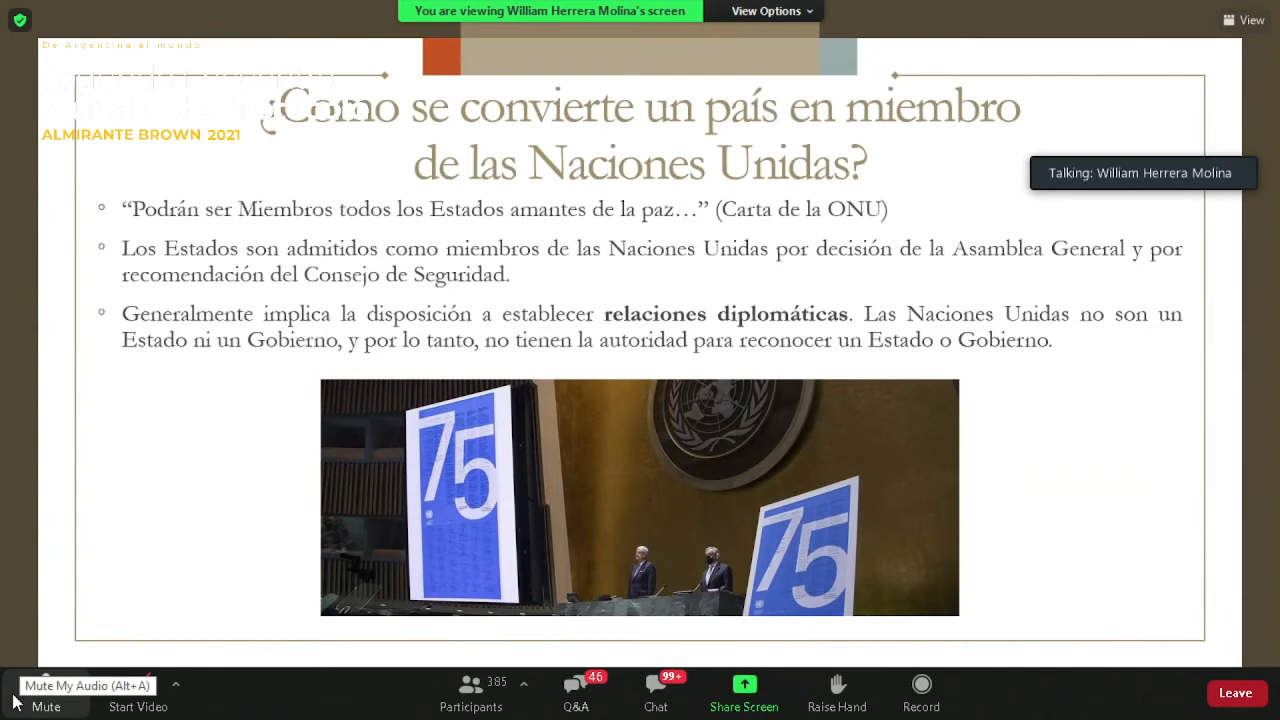 You are viewing William Herrera Molina's screen
View Options
View
De Argentina al mundo
ALMIRANTE BROWN 2021
¿Cómo se convierte un país en miembro
de las Naciones Unidas?
Talking: William Herrera Molina
“Podrán ser Miembros todos los Estados amantes de la paz…” (Carta de la ONU)
Los Estados son admitidos como miembros de las Naciones Unidas por decisión de la Asamblea General y por
recomendación del Consejo de Seguridad.
Generalmente implica la disposición a establecer relaciones diplomáticas. Las Naciones Unidas no son un
Estado ni un Gobierno, y por lo tanto, no tienen la autoridad para reconocer un Estado o Gobierno.
75
75
Mute My Audio (Alt+A)
385
46
99+
Mute
Start Video
Participants
Q&A
Chat
Share Screen
Raise Hand
Record
Leave